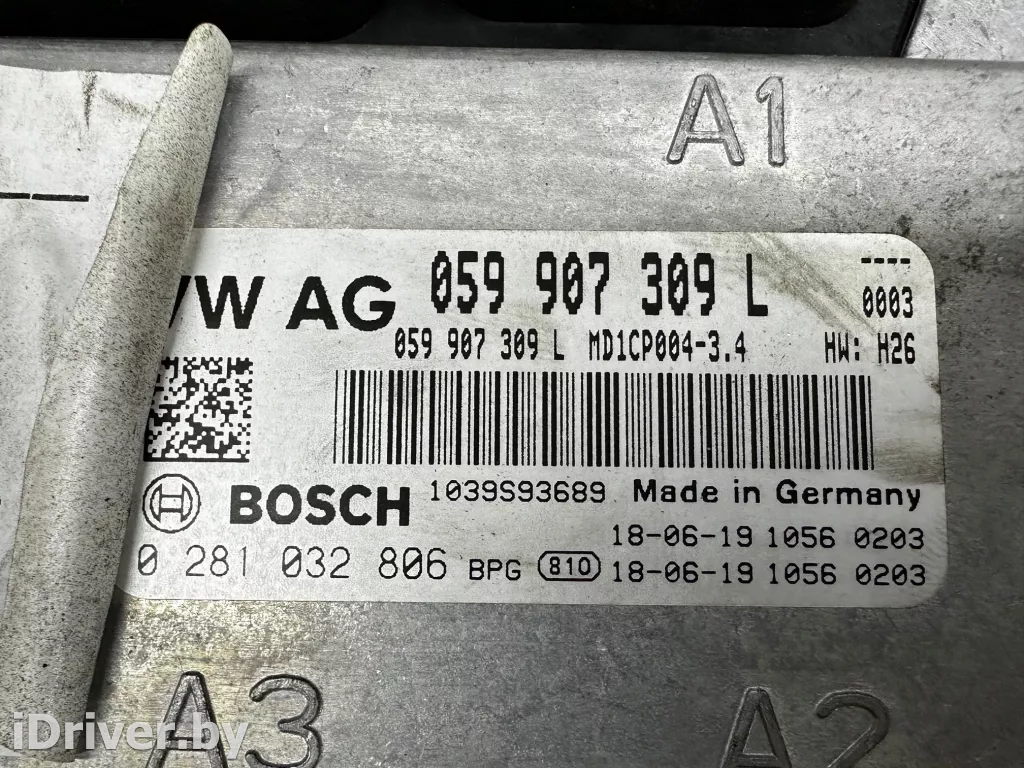 A1
VW AG 059 907 309 L ----
0003
059 907 309 L MD1CP004-3.4 HW: H26
BOSCH 1039S93689 Made in Germany
18-06-19 1056 0203
0 281 032 806 BPG 810 18-06-19 1056 0203
A3 A2
iDriver.by